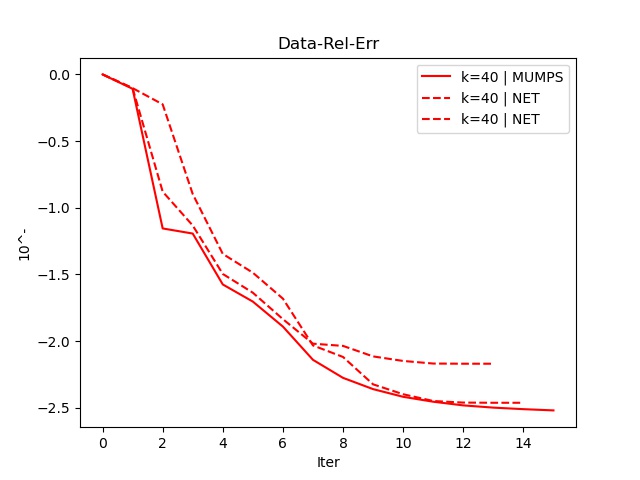 Data-Rel-Err
k=40 | MUMPS
k=40 | NET
k=40 | NET
10^-
0.0
−0.5
−1.0
−1.5
−2.0
−2.5
0 2 4 6 8 10 12 14
Iter